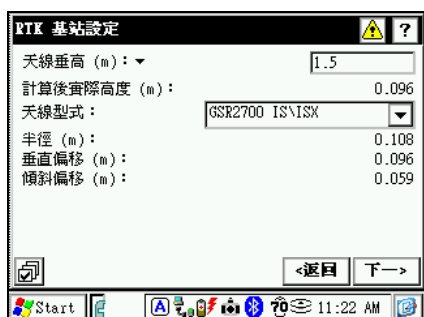 RTK 基站設定
?
天線垂高 (m):
1.5
計算後實際高度 (m):
0.096
天線型式:
GSR2700 IS\ISX
半徑 (m):
0.108
垂直偏移 (m):
0.096
傾斜偏移 (m):
0.059
<返回
下一>
Start
A
11:22 AM